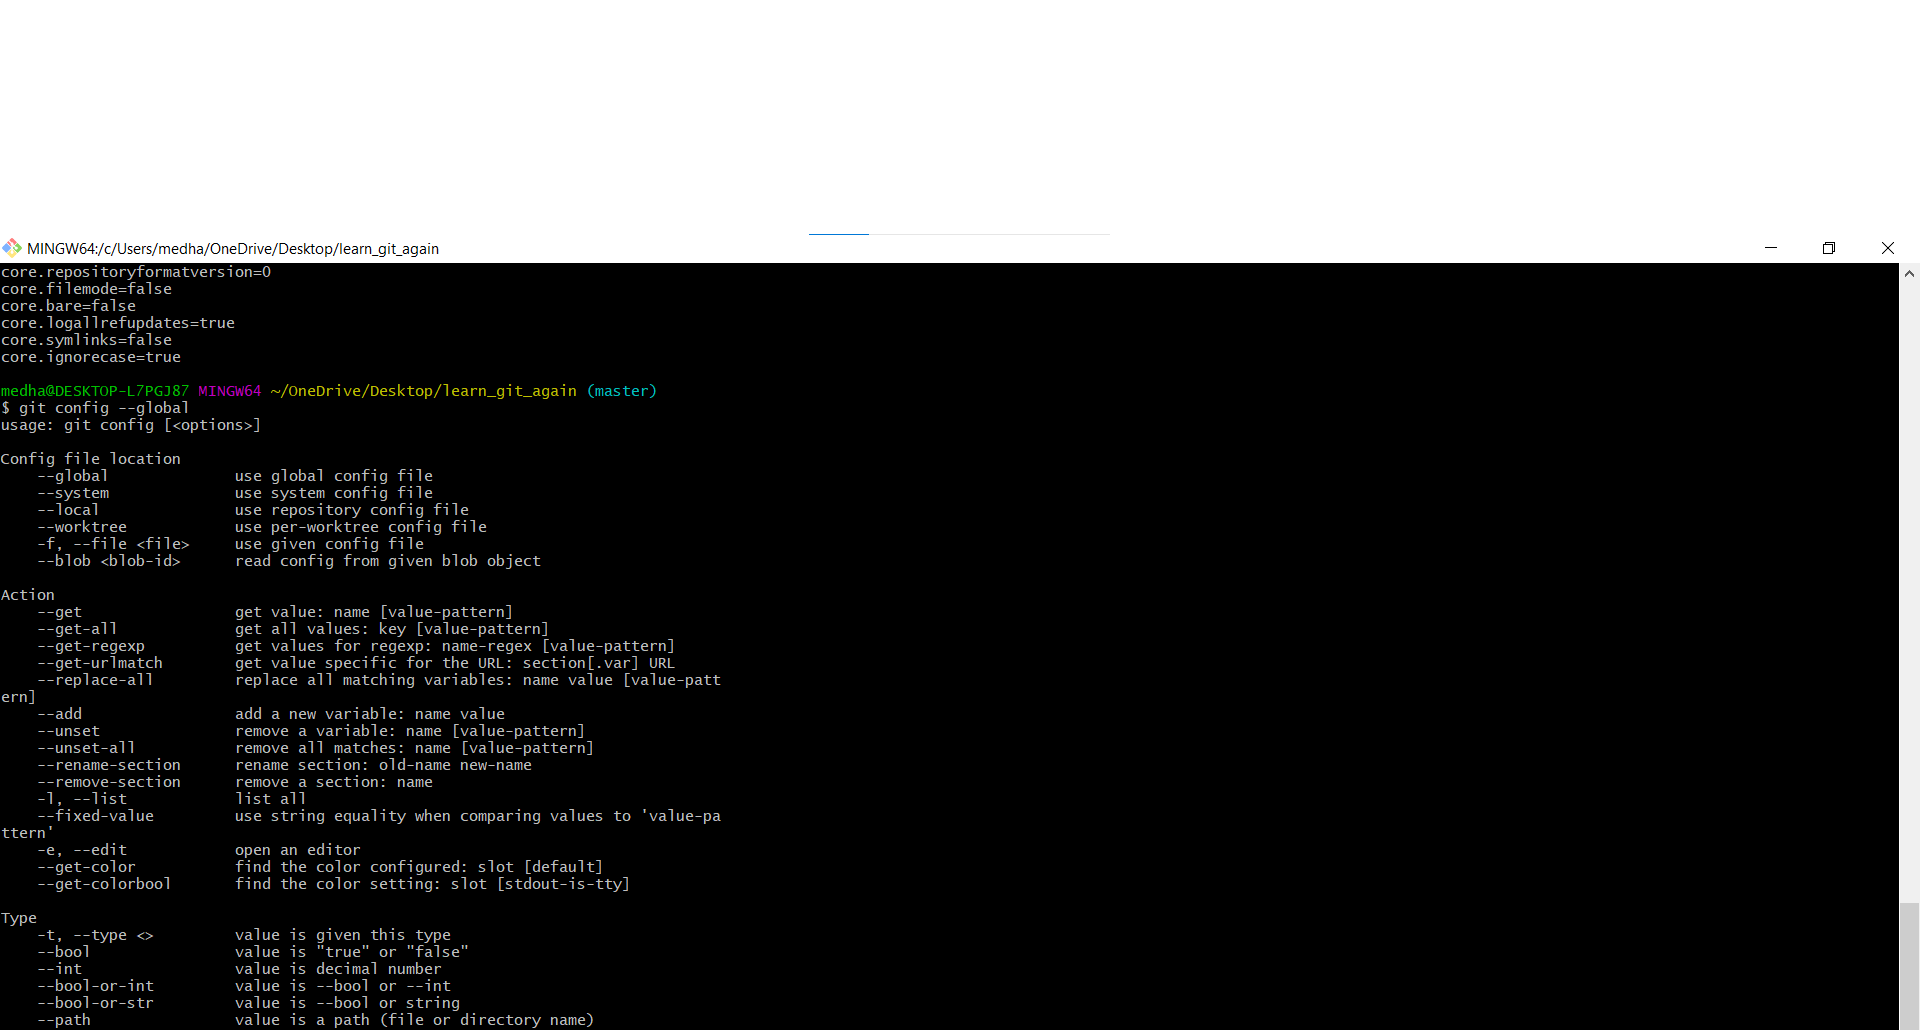 MINGW64:/c/Users/medha/OneDrive/Desktop/learn_git_again
core.repositoryformatversion=0
core.filemode=false
core.bare=false
core.logallrefupdates=true
core.symlinks=false
core.ignorecase=true
medha@DESKTOP-L7PGJ87 MINGW64 ~/OneDrive/Desktop/learn_git_again (master)
$ git config --global
usage: git config [<options>]
Config file location
    --global              use global config file
    --system              use system config file
    --local               use repository config file
    --worktree            use per-worktree config file
    -f, --file <file>     use given config file
    --blob <blob-id>      read config from given blob object
Action
    --get                 get value: name [value-pattern]
    --get-all             get all values: key [value-pattern]
    --get-regexp          get values for regexp: name-regex [value-pattern]
    --get-urlmatch        get value specific for the URL: section[.var] URL
    --replace-all         replace all matching variables: name value [value-patt
ern]
    --add                 add a new variable: name value
    --unset               remove a variable: name [value-pattern]
    --unset-all           remove all matches: name [value-pattern]
    --rename-section      rename section: old-name new-name
    --remove-section      remove a section: name
    -l, --list            list all
    --fixed-value         use string equality when comparing values to 'value-pa
ttern'
    -e, --edit            open an editor
    --get-color           find the color configured: slot [default]
    --get-colorbool       find the color setting: slot [stdout-is-tty]
Type
    -t, --type <>         value is given this type
    --bool                value is "true" or "false"
    --int                 value is decimal number
    --bool-or-int         value is --bool or --int
    --bool-or-str         value is --bool or string
    --path                value is a path (file or directory name)